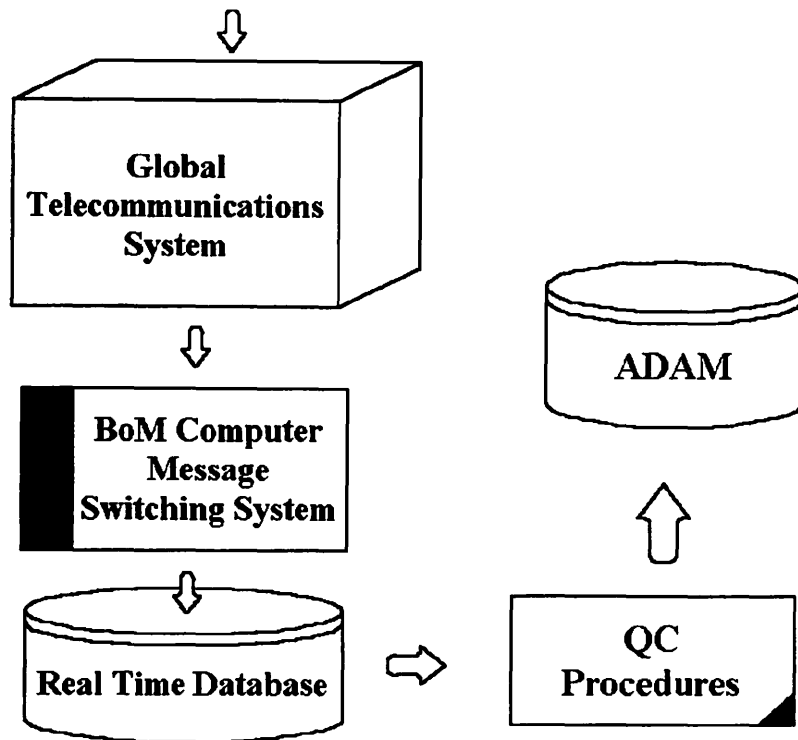 Global
Telecommunications
System
BoM Computer
Message
Switching System
Real Time Database
QC
Procedures
ADAM